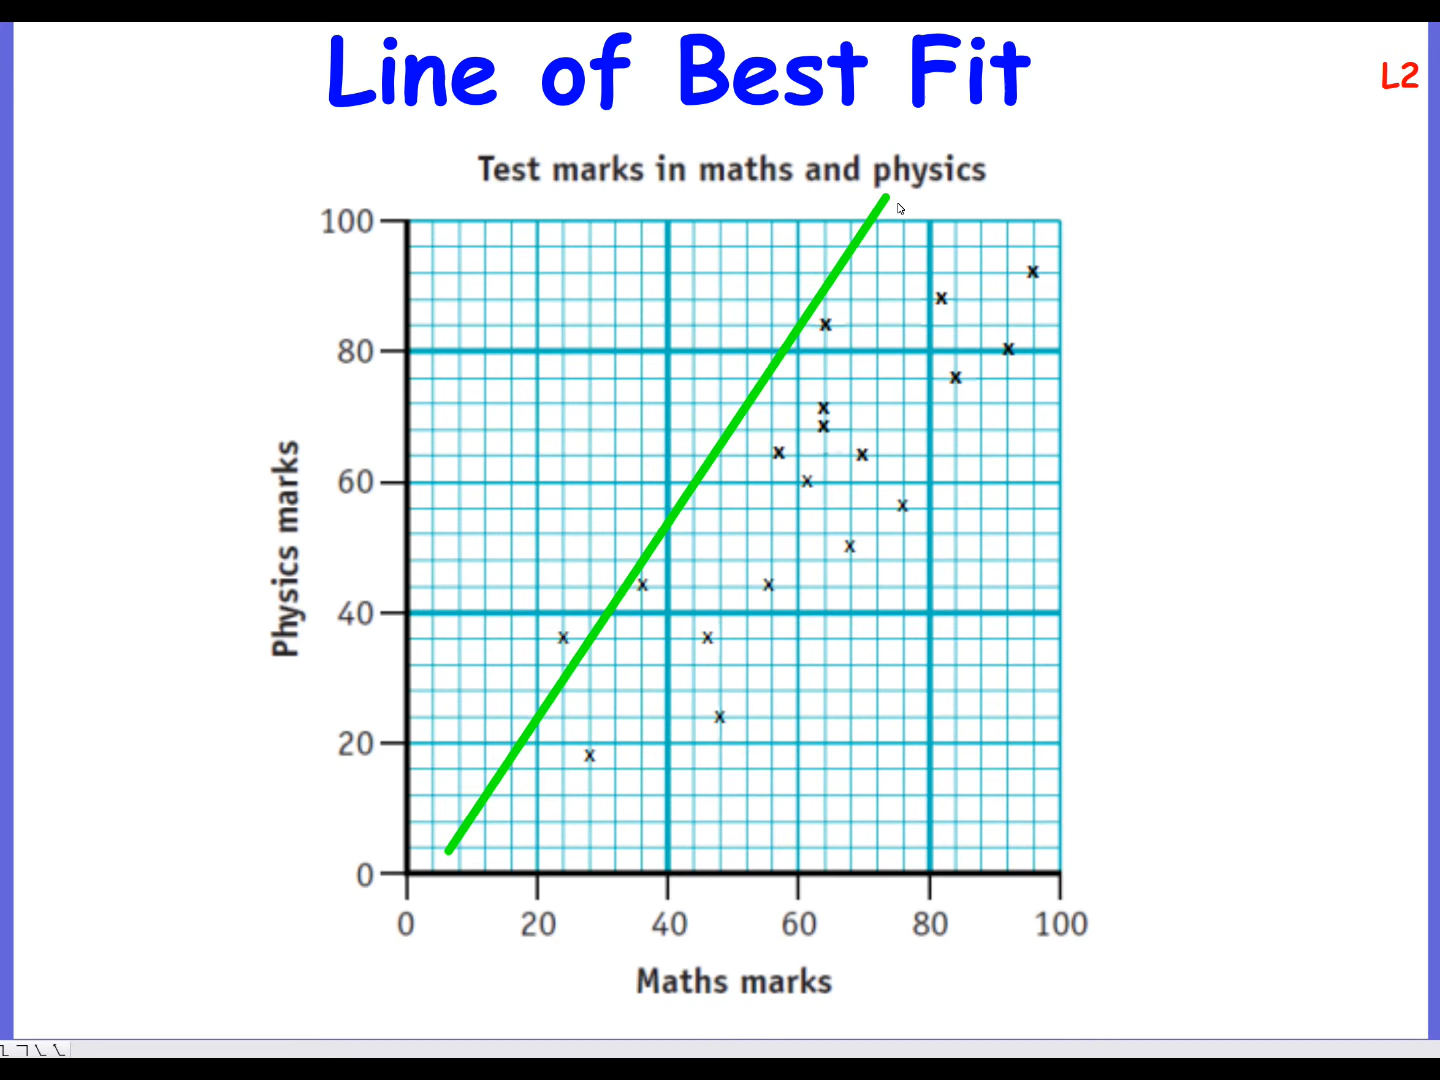 Line of Best Fit
L2
Test marks in maths and physics
100
80
60
40
20
0
Physics marks
0 20 40 60 80 100
Maths marks